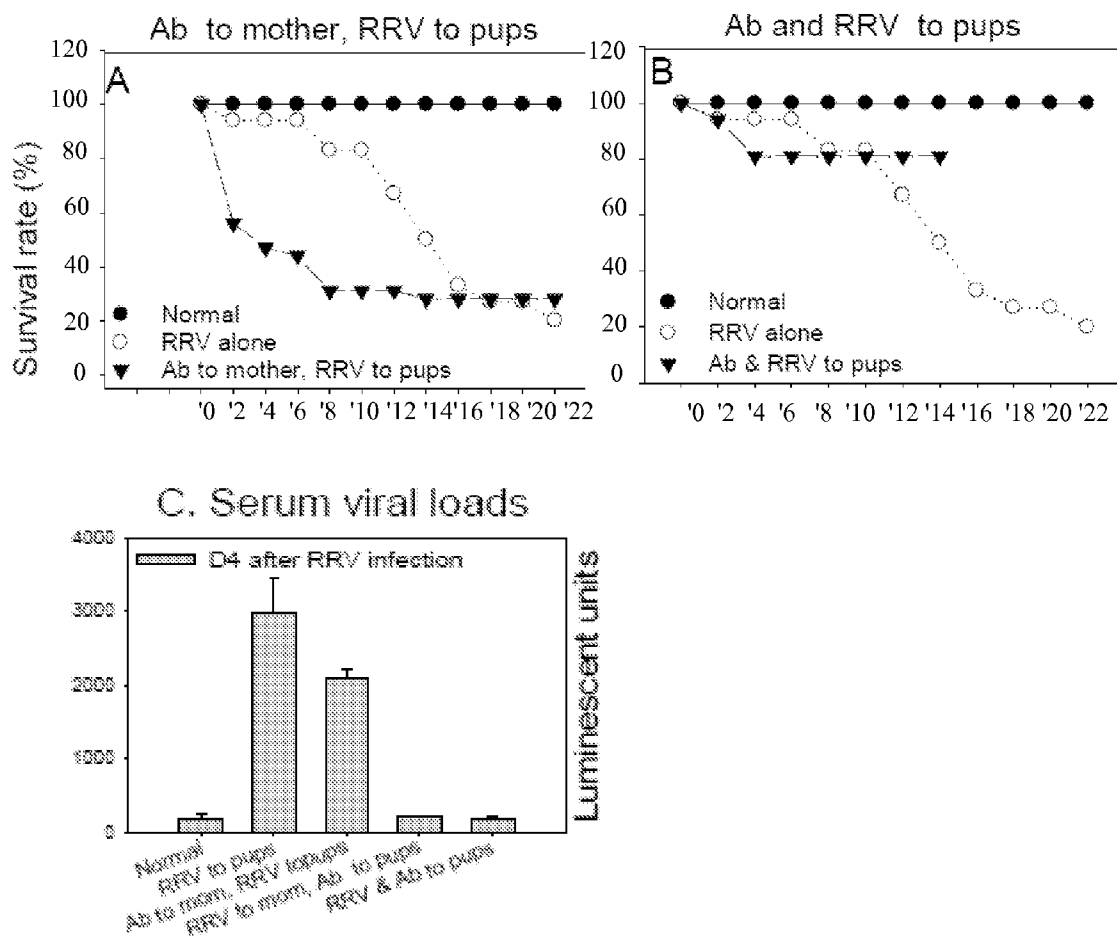 Ab to mother, RRV to pups
Ab and RRV to pups
Survival rate (%)
120
100
80
60
40
20
0
A
Normal
RRV alone
Ab to mother, RRV to pups
'0 '2 '4 '6 '8 '10 '12 '14 '16 '18 '20 '22
120
100
80
60
40
20
0
B
Normal
RRV alone
Ab & RRV to pups
'0 '2 '4 '6 '8 '10 '12 '14 '16 '18 '20 '22
C. Serum viral loads
4000
3000
2000
1000
0
D4 after RRV infection
Luminescent units
Normal
RRV to pups
Ab to mom, RRV topups
RRV to mom, Ab to pups
RRV & Ab to pups